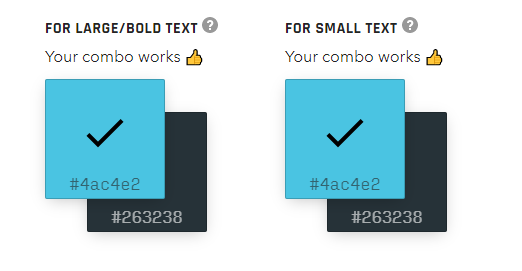 FOR LARGE/BOLD TEXT ?
Your combo works 👍
#4ac4e2
#263238
FOR SMALL TEXT ?
Your combo works 👍
#4ac4e2
#263238